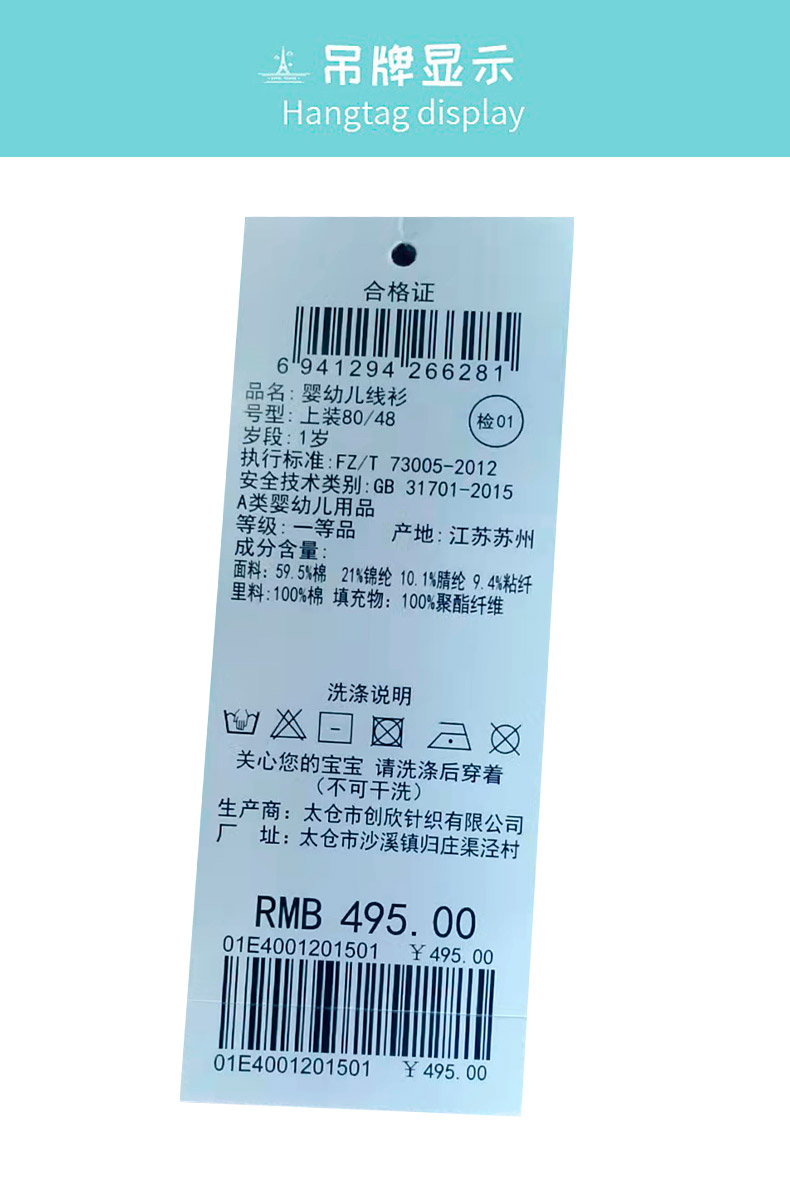 吊牌显示
Hangtag display
合格证
6 941294 266281
品名: 婴幼儿线衫
号型: 上装80/48
检01
岁段: 1岁
执行标准:FZ/T 73005-2012
安全技术类别:GB 31701-2015
A类婴幼儿用品
等级: 一等品 产地: 江苏苏州
成分含量:
面料: 59.5%棉 21%锦纶 10.1%腈纶 9.4%粘纤
里料:100%棉 填充物: 100%聚酯纤维
洗涤说明
关心您的宝宝 请洗涤后穿着
(不可干洗)
生产商: 太仓市创欣针织有限公司
厂 址: 太仓市沙溪镇归庄渠泾村
RMB 495.00
01E4001201501 ¥495.00
01E4001201501 ¥495.00